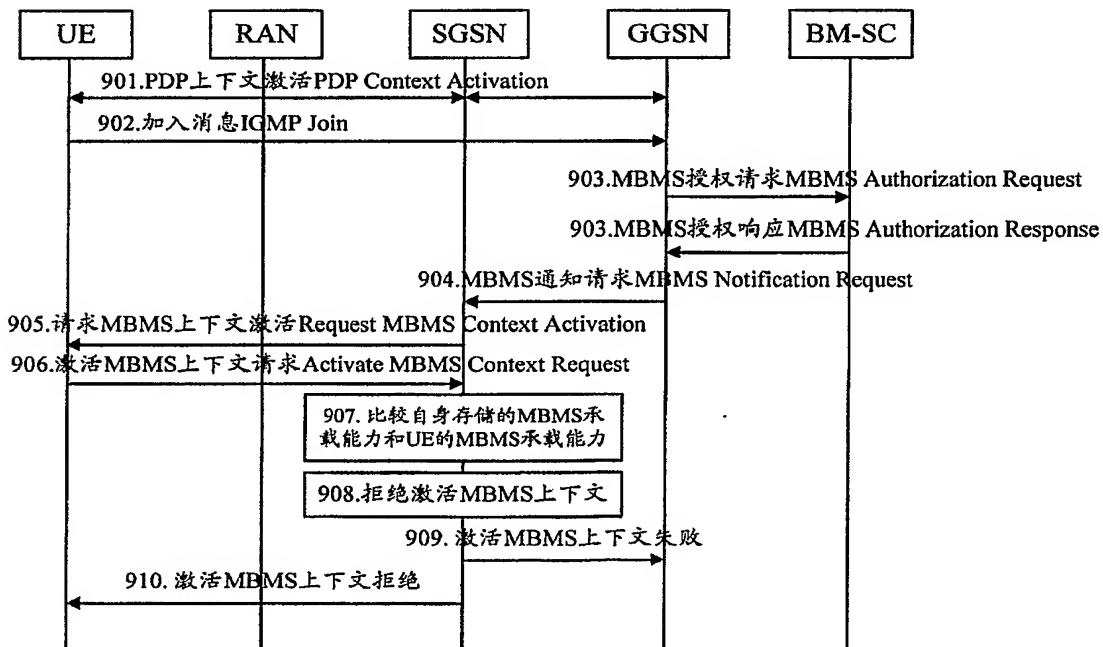 UE RAN SGSN GGSN BM-SC
901.PDP上下文激活PDP Context Activation
902.加入消息IGMP Join
903.MBMS授权请求MBMS Authorization Request
903.MBMS授权响应MBMS Authorization Response
904.MBMS通知请求MBMS Notification Request
905.请求MBMS上下文激活Request MBMS Context Activation
906.激活MBMS上下文请求Activate MBMS Context Request
907. 比较自身存储的MBMS承
载能力和UE的MBMS承载能力
908.拒绝激活MBMS上下文
909. 激活MBMS上下文失败
910. 激活MBMS上下文拒绝